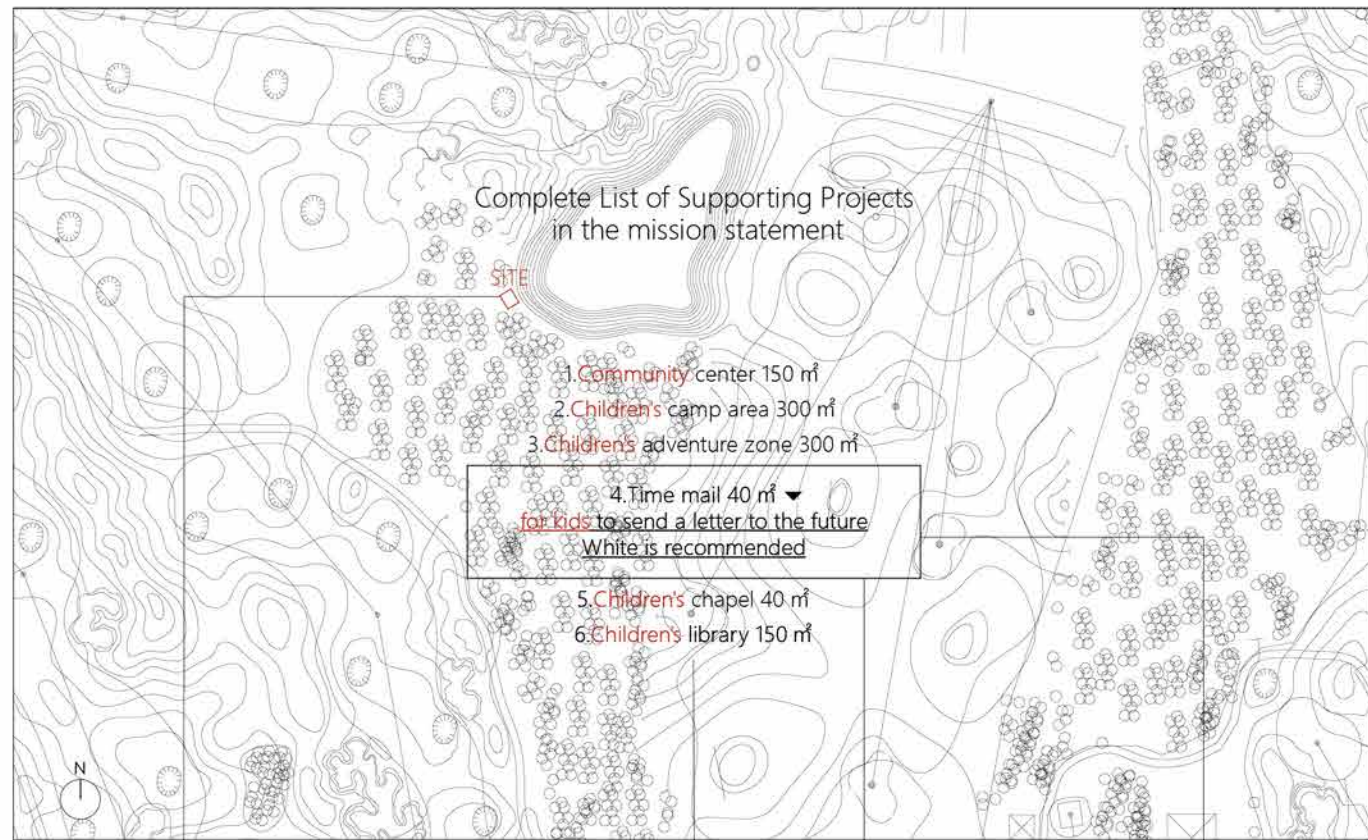 Complete List of Supporting Projects
in the mission statement
SITE
1.Community center 150 ㎡
2.Children's camp area 300 ㎡
3.Children's adventure zone 300 ㎡
4.Time mail 40 ㎡ ▼
for kids to send a letter to the future
White is recommended
5.Children's chapel 40 ㎡
6.Children's library 150 ㎡
N